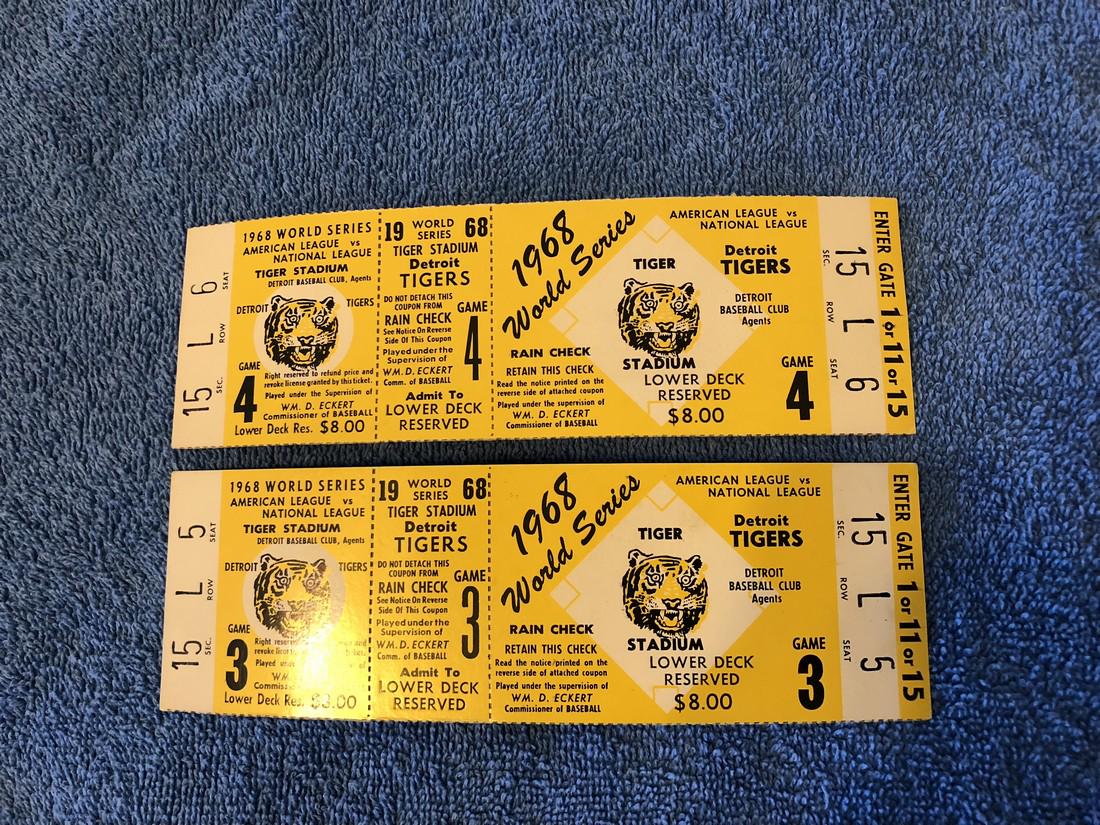 15 L 6
SEC. ROW SEAT
1968 WORLD SERIES
AMERICAN LEAGUE vs
NATIONAL LEAGUE
TIGER STADIUM
DETROIT BASEBALL CLUB, Agents
DETROIT TIGERS
GAME
4
Right reserved to refund price and
revoke license granted by this ticket.
Played under the Supervision of
WM. D. ECKERT
Commissioner of BASEBALL
Lower Deck Res. $8.00
19 WORLD SERIES 68
TIGER STADIUM
Detroit
TIGERS
DO NOT DETACH THIS
COUPON FROM
RAIN CHECK
See Notice On Reverse
Side Of This Coupon
Played under the
Supervision of
WM. D. ECKERT
Comm. of BASEBALL
GAME
4
Admit To
LOWER DECK
RESERVED
1968
World Series
RAIN CHECK
RETAIN THIS CHECK
Read the notice printed on the
reverse side of attached coupon
Played under the supervision of
WM. D. ECKERT
Commissioner of BASEBALL
TIGER
STADIUM
LOWER DECK
RESERVED
$8.00
AMERICAN LEAGUE vs
NATIONAL LEAGUE
Detroit
TIGERS
DETROIT
BASEBALL CLUB
Agents
GAME
4
15 L 6
SEC. ROW SEAT
ENTER GATE 1 or 11 or 15
15 L 5
SEC. ROW SEAT
1968 WORLD SERIES
AMERICAN LEAGUE vs
NATIONAL LEAGUE
TIGER STADIUM
DETROIT BASEBALL CLUB, Agents
DETROIT TIGERS
GAME
3
Right and
revoke
Played
Lower Deck Res. $8.00
19 WORLD SERIES 68
TIGER STADIUM
Detroit
TIGERS
DO NOT DETACH THIS
COUPON FROM
RAIN CHECK
See Notice On Reverse
Side Of This Coupon
Played under the
Supervision of
WM. D. ECKERT
Comm. of BASEBALL
GAME
3
Admit To
LOWER DECK
RESERVED
1968
World Series
RAIN CHECK
RETAIN THIS CHECK
Read the notice printed on the
reverse side of attached coupon
Played under the supervision of
WM. D. ECKERT
Commissioner of BASEBALL
TIGER
STADIUM
LOWER DECK
RESERVED
$8.00
AMERICAN LEAGUE vs
NATIONAL LEAGUE
Detroit
TIGERS
DETROIT
BASEBALL CLUB
Agents
GAME
3
15 L 5
SEC. ROW SEAT
ENTER GATE 1 or 11 or 15